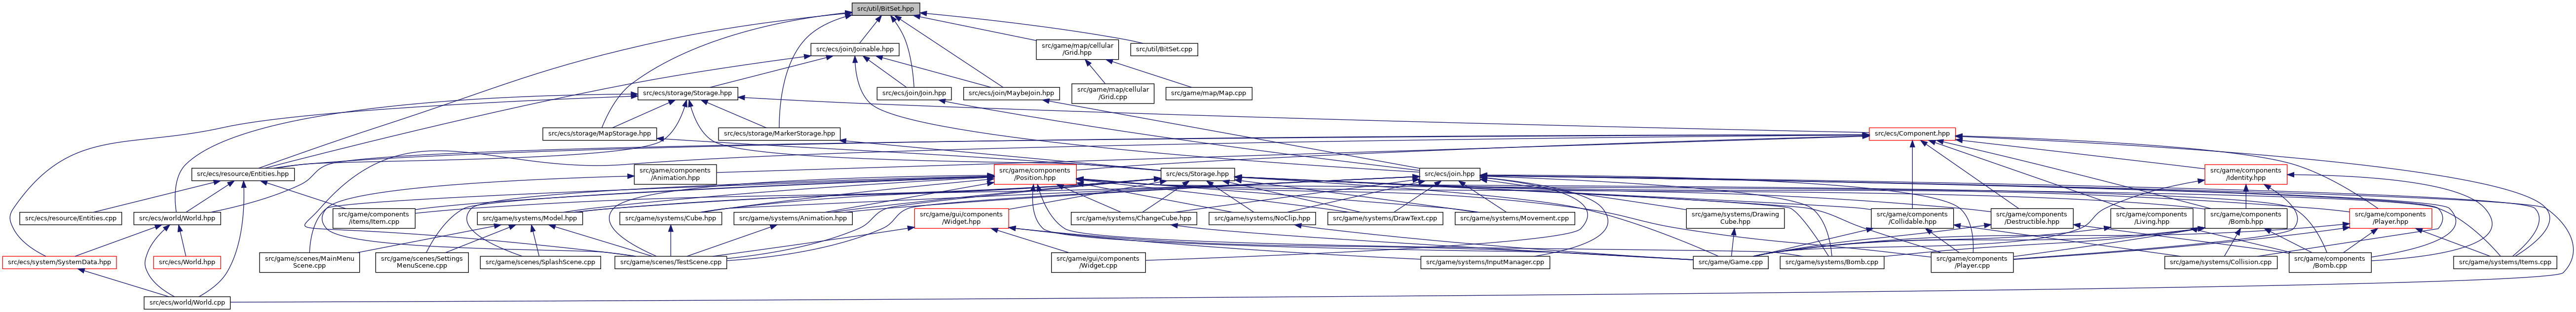 src/util/BitSet.hpp
src/ecs/join/Joinable.hpp
src/game/map/cellular
/Grid.hpp
src/util/BitSet.cpp
src/ecs/storage/Storage.hpp
src/ecs/join/Join.hpp
src/ecs/join/MaybeJoin.hpp
src/game/map/cellular
/Grid.cpp
src/game/map/Map.cpp
src/ecs/storage/MapStorage.hpp
src/ecs/storage/MarkerStorage.hpp
src/ecs/Component.hpp
src/ecs/resource/Entities.hpp
src/game/components
/Animation.hpp
src/game/components
/Position.hpp
src/ecs/Storage.hpp
src/ecs/join.hpp
src/game/components
/Identity.hpp
src/ecs/resource/Entities.cpp
src/ecs/world/World.hpp
src/game/components
/items/Item.cpp
src/game/systems/Model.hpp
src/game/systems/Cube.hpp
src/game/systems/Animation.hpp
src/game/gui/components
/Widget.hpp
src/game/systems/ChangeCube.hpp
src/game/systems/NoClip.hpp
src/game/systems/DrawText.cpp
src/game/systems/Movement.cpp
src/game/systems/Drawing
Cube.hpp
src/game/components
/Collidable.hpp
src/game/components
/Destructible.hpp
src/game/components
/Living.hpp
src/game/components
/Bomb.hpp
src/game/components
/Player.hpp
src/ecs/system/SystemData.hpp
src/ecs/World.hpp
src/game/scenes/MainMenu
Scene.cpp
src/game/scenes/Settings
MenuScene.cpp
src/game/scenes/SplashScene.cpp
src/game/scenes/TestScene.cpp
src/game/gui/components
/Widget.cpp
src/game/systems/InputManager.cpp
src/game/Game.cpp
src/game/systems/Bomb.cpp
src/game/components
/Player.cpp
src/game/systems/Collision.cpp
src/game/components
/Bomb.cpp
src/game/systems/Items.cpp
src/ecs/world/World.cpp